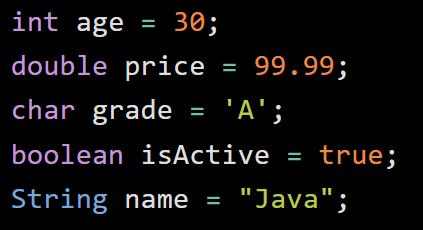 int age = 30;
double price = 99.99;
char grade = 'A';
boolean isActive = true;
String name = "Java";